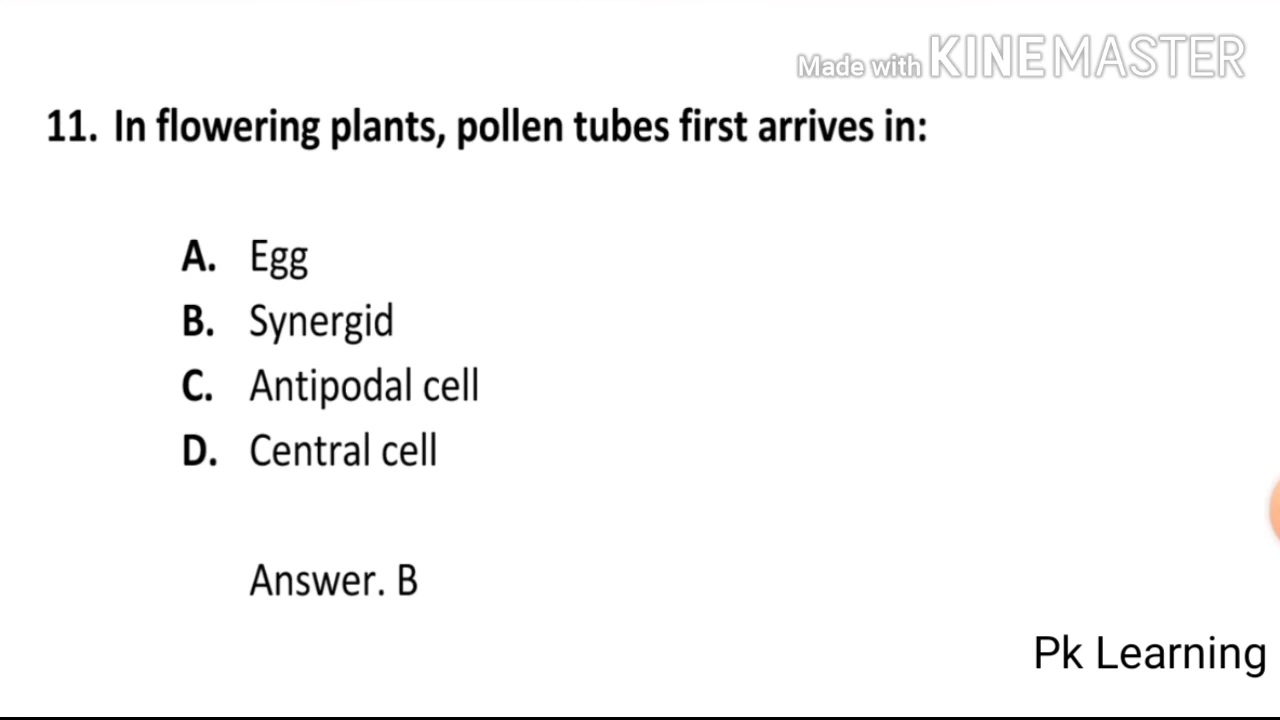 Made with KINEMASTER
11. In flowering plants, pollen tubes first arrives in:
A. Egg
B. Synergid
C. Antipodal cell
D. Central cell
Answer. B
Pk Learning